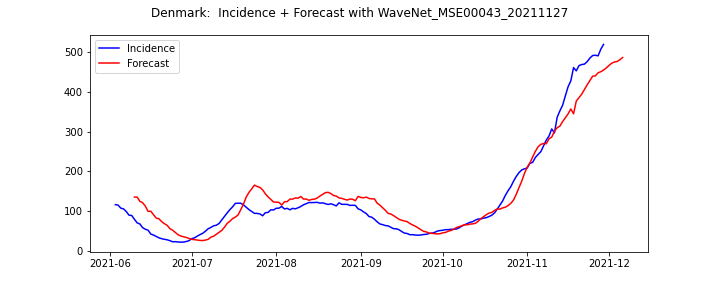 Denmark:  Incidence + Forecast with WaveNet_MSE00043_20211127
Incidence
Forecast
500
400
300
200
100
0
2021-06 2021-07 2021-08 2021-09 2021-10 2021-11 2021-12